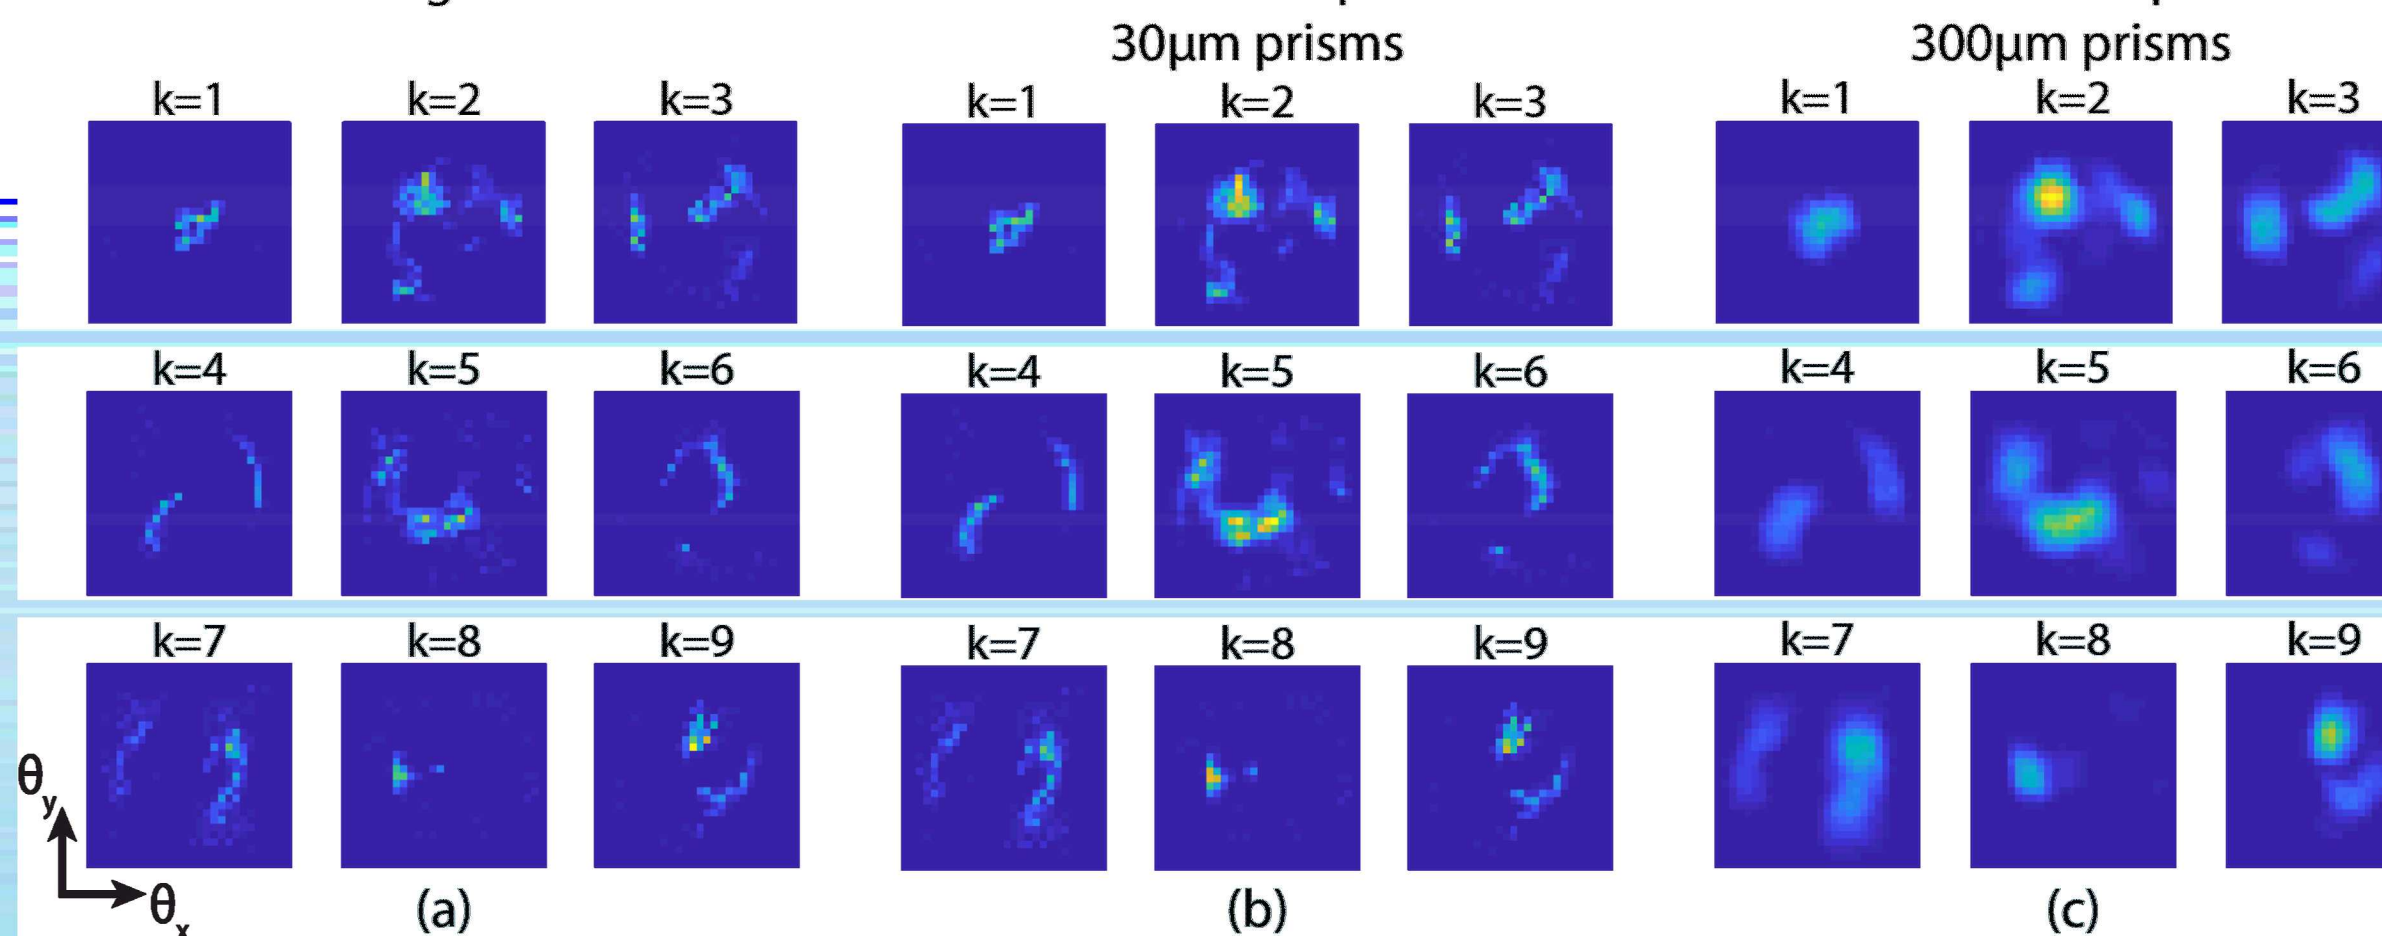 30μm prisms 300μm prisms
k=1 k=2 k=3 k=1 k=2 k=3 k=1 k=2 k=3
k=4 k=5 k=6 k=4 k=5 k=6 k=4 k=5 k=6
k=7 k=8 k=9 k=7 k=8 k=9 k=7 k=8 k=9
θy
θx
(a) (b) (c)